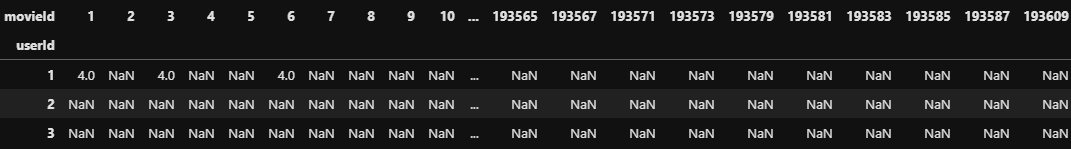 movieId 1 2 3 4 5 6 7 8 9 10 ... 193565 193567 193571 193573 193579 193581 193583 193585 193587 193609
userId
1 4.0 NaN 4.0 NaN NaN 4.0 NaN NaN NaN NaN ... NaN NaN NaN NaN NaN NaN NaN NaN NaN NaN
2 NaN NaN NaN NaN NaN NaN NaN NaN NaN NaN ... NaN NaN NaN NaN NaN NaN NaN NaN NaN NaN
3 NaN NaN NaN NaN NaN NaN NaN NaN NaN NaN ... NaN NaN NaN NaN NaN NaN NaN NaN NaN NaN